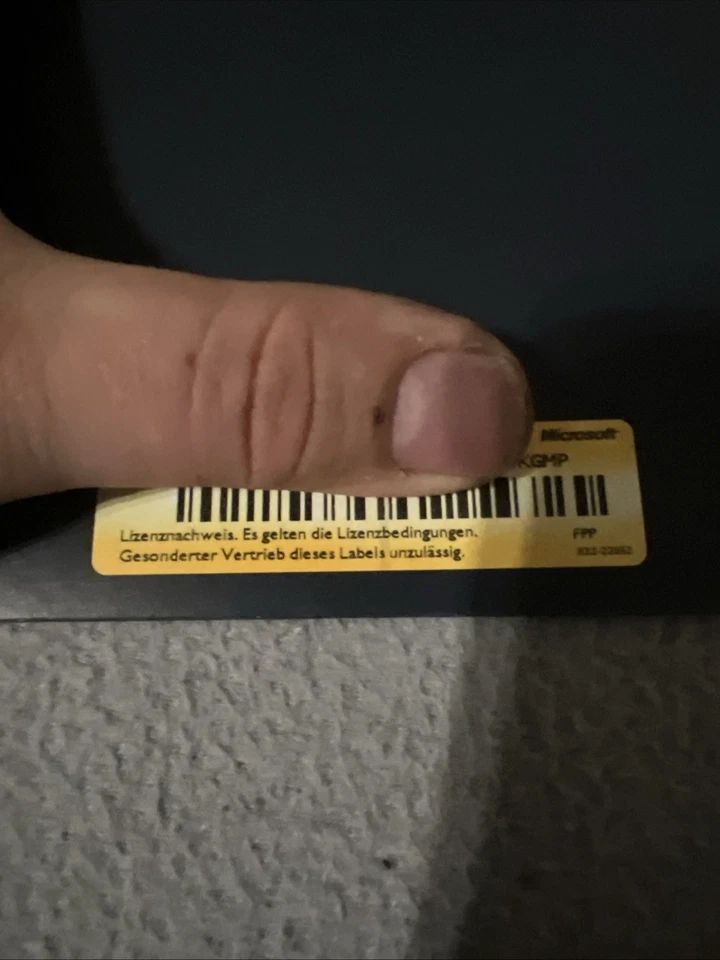 Microsoft
KGMP
Lizenznachweis. Es gelten die Lizenzbedingungen.
FPP
Gesonderter Vertrieb dieses Labels unzulässig.